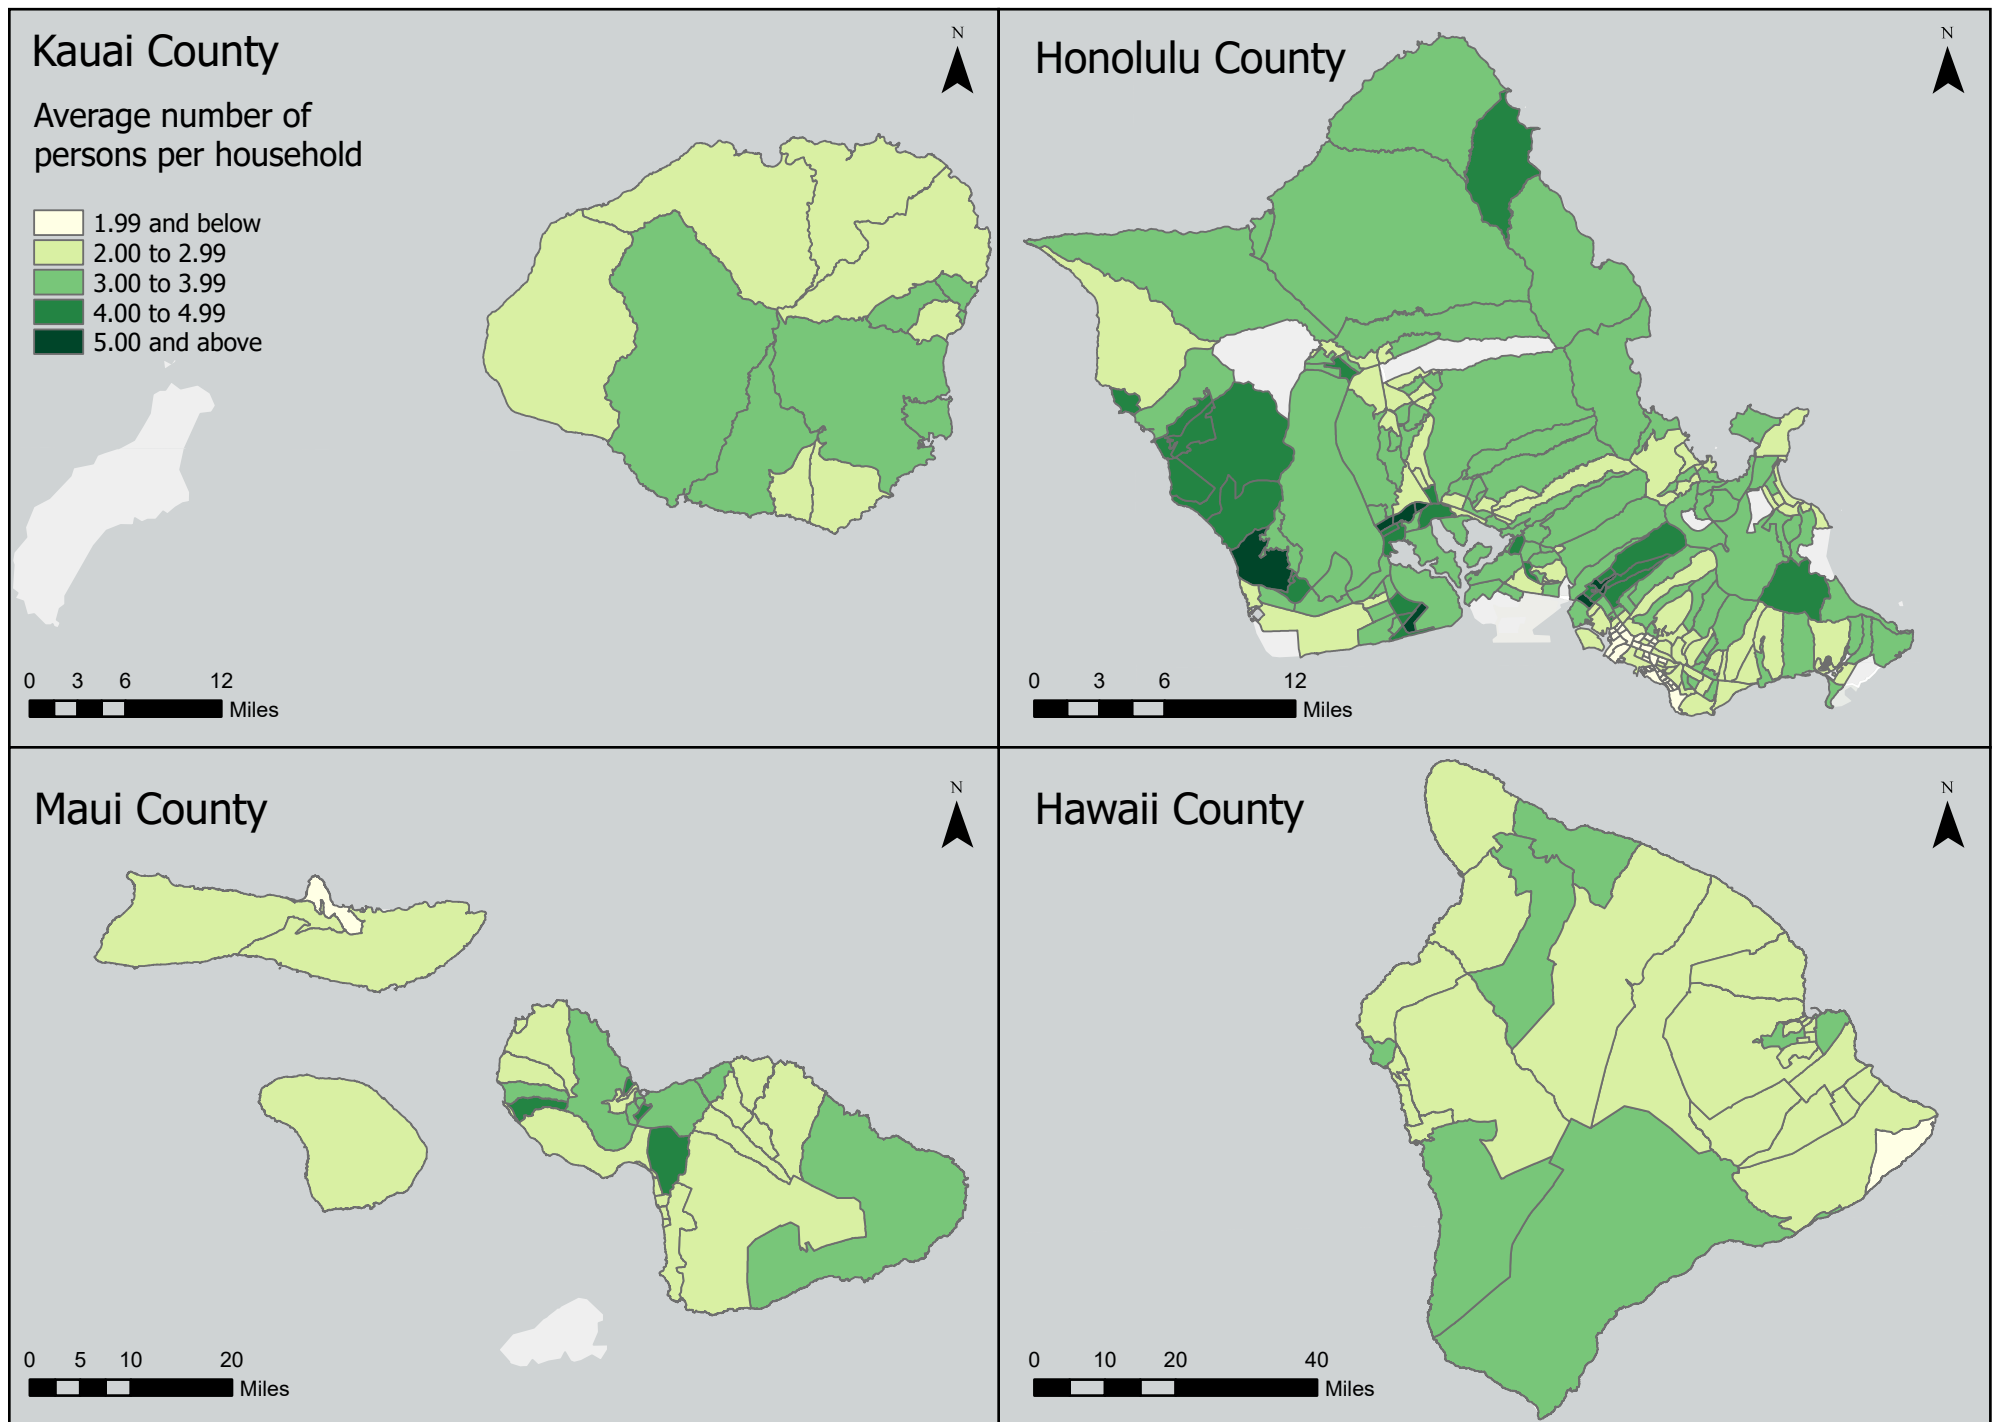 Kauai County
N
Average number of
persons per household
1.99 and below
2.00 to 2.99
3.00 to 3.99
4.00 to 4.99
5.00 and above
0 3 6 12
Miles
Honolulu County
N
0 3 6 12
Miles
Maui County
N
0 5 10 20
Miles
Hawaii County
N
0 10 20 40
Miles